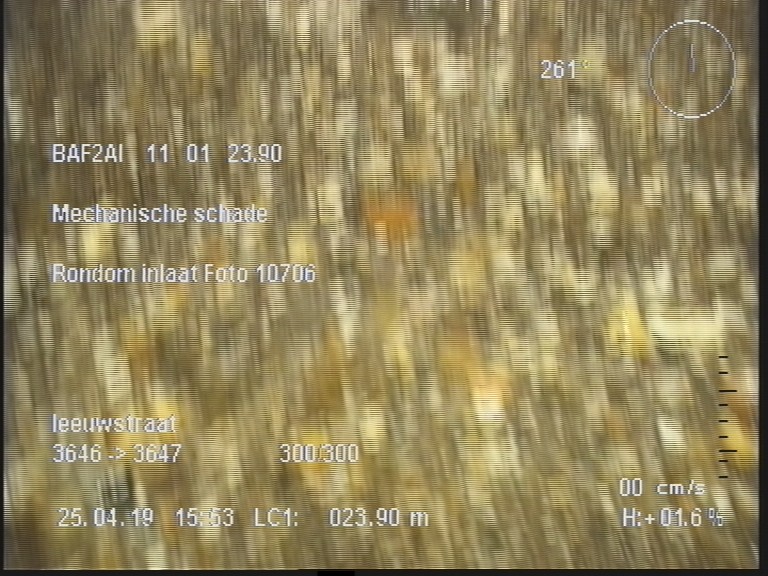 261°
BAF2AI 11 01 23.90
Mechanische schade
Rondom inlaat Foto 10706
leeuwstraat
3646 -> 3647 300/300
00 cm/s
25.04.19 15:53 LC1: 023.90 m H:+01.6 %